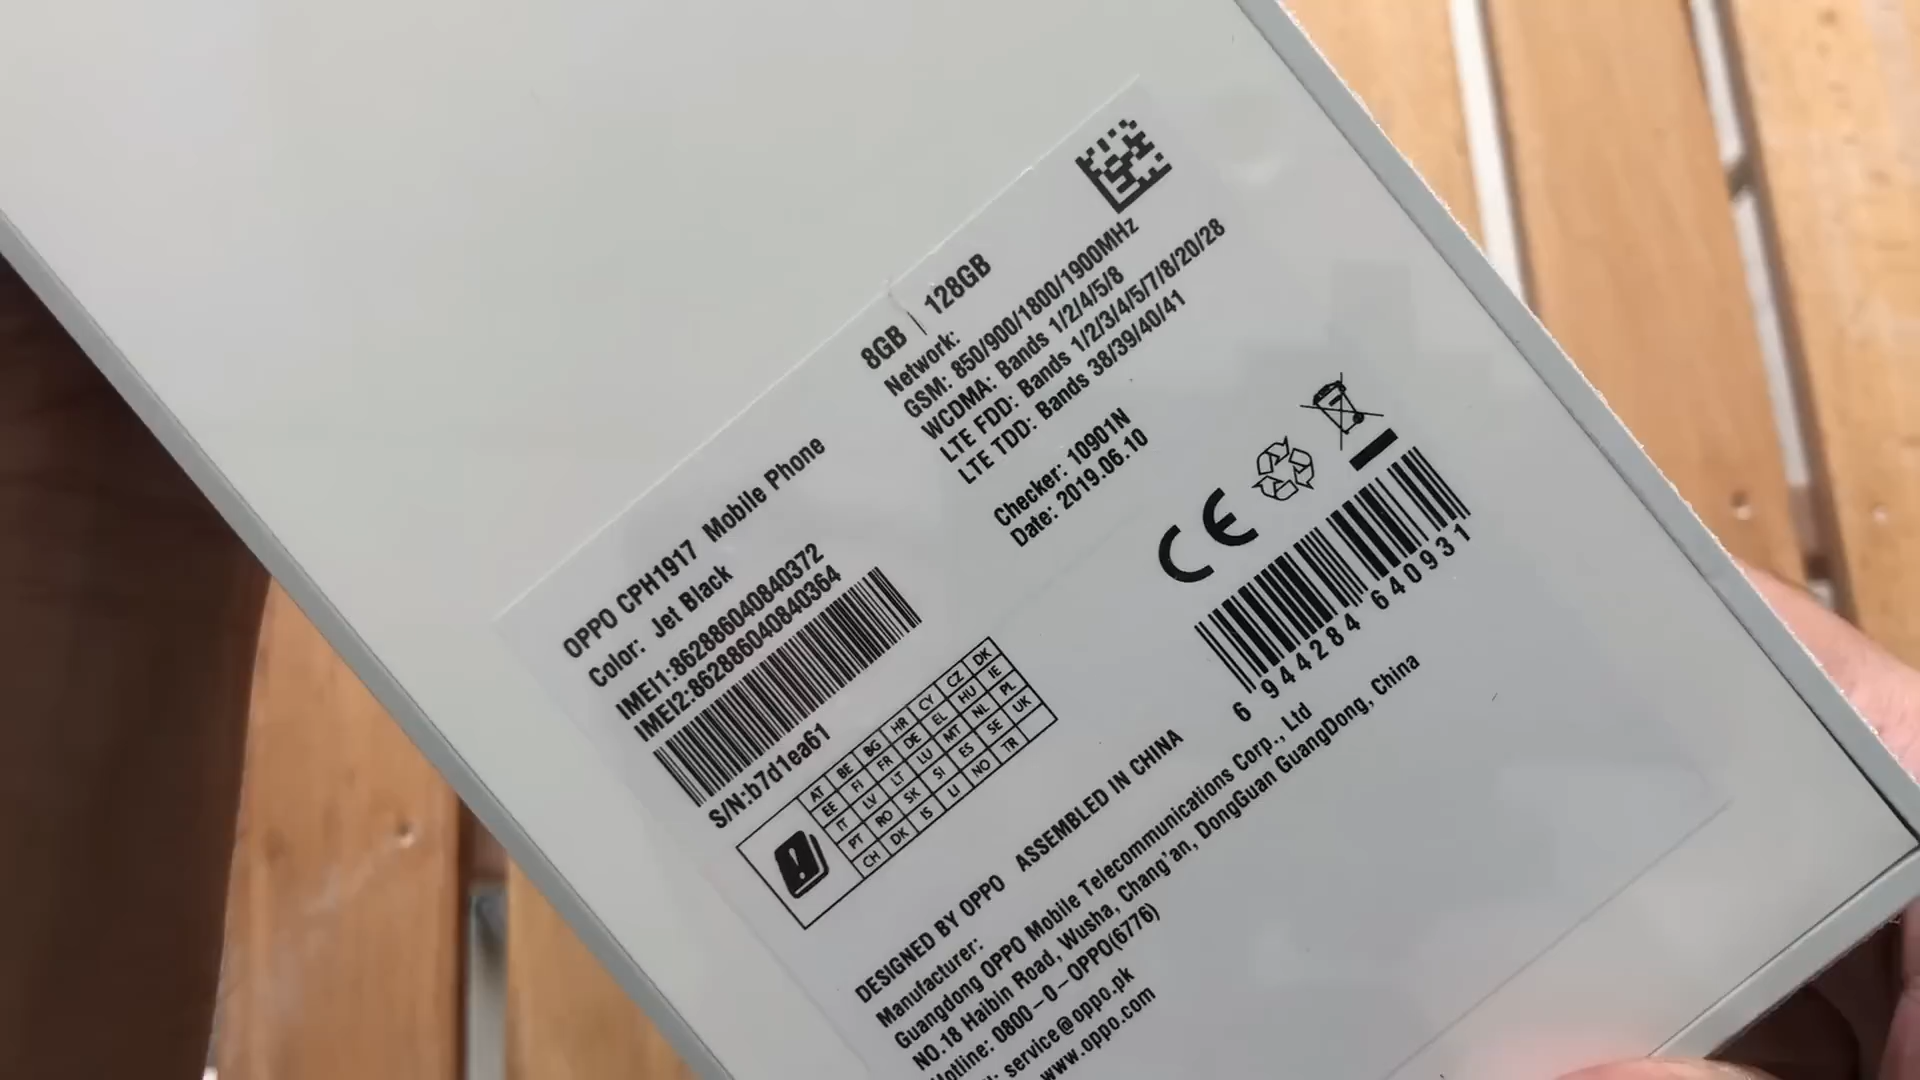 8GB | 128GB
Network:
GSM: 850/900/1800/1900MHz
WCDMA: Bands 1/2/4/5/8
LTE FDD: Bands 1/2/3/4/5/7/8/20/28
LTE TDD: Bands 38/39/40/41
Checker: 10901N
Date: 2019.06.10
OPPO CPH1917 Mobile Phone
Color: Jet Black
IMEI1:862886040840372
IMEI2:862886040840364
S/N:b7d1ea61
CE
6 944284 640931
AT BE BG HR CY CZ DK
EE FI FR DE EL HU IE
IT LV LT LU MT NL PL
PT RO SK SI ES SE UK
CH DK IS LI NO TR
DESIGNED BY OPPO ASSEMBLED IN CHINA
Manufacturer:
Guangdong OPPO Mobile Telecommunications Corp., Ltd
NO.18 Haibin Road, Wusha, Chang'an, DongGuan GuangDong, China
Hotline: 0800-0-OPPO(6776)
service@oppo.pk
www.oppo.com